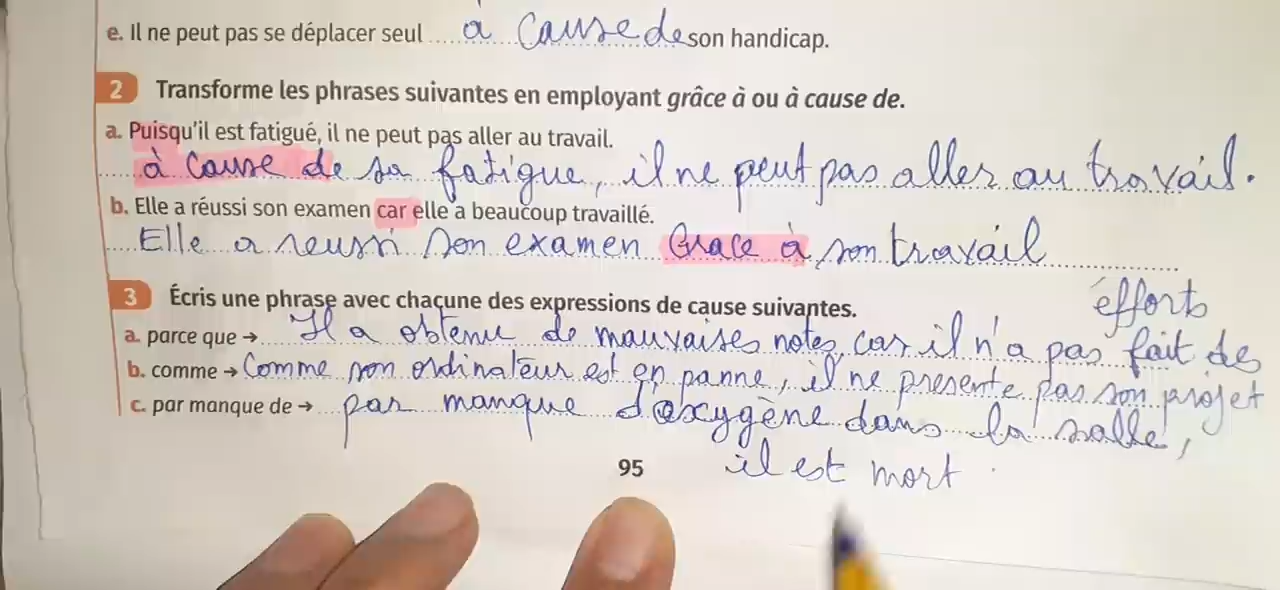 e. Il ne peut pas se déplacer seul à cause de son handicap.
2 Transforme les phrases suivantes en employant grâce à ou à cause de.
a. Puisqu'il est fatigué, il ne peut pas aller au travail.
à cause de sa fatigue, il ne peut pas aller au travail.
b. Elle a réussi son examen car elle a beaucoup travaillé.
Elle a reussi son examen Grace à son travail
3 Écris une phrase avec chacune des expressions de cause suivantes.
efforts
a. parce que → Il a obtenu de mauvaises notes, car il n'a pas fait des
b. comme → Comme son ordinateur est en panne, il ne presente pas son projet
c. par manque de → par manque d'oxygène dans la salle,
il est mort.
95